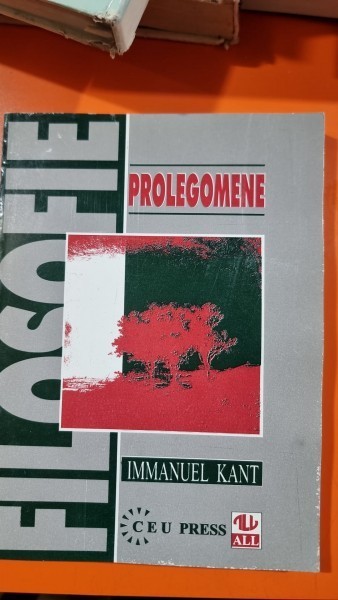 FILOSOFIE
PROLEGOMENE
IMMANUEL KANT
CEU PRESS
ALL